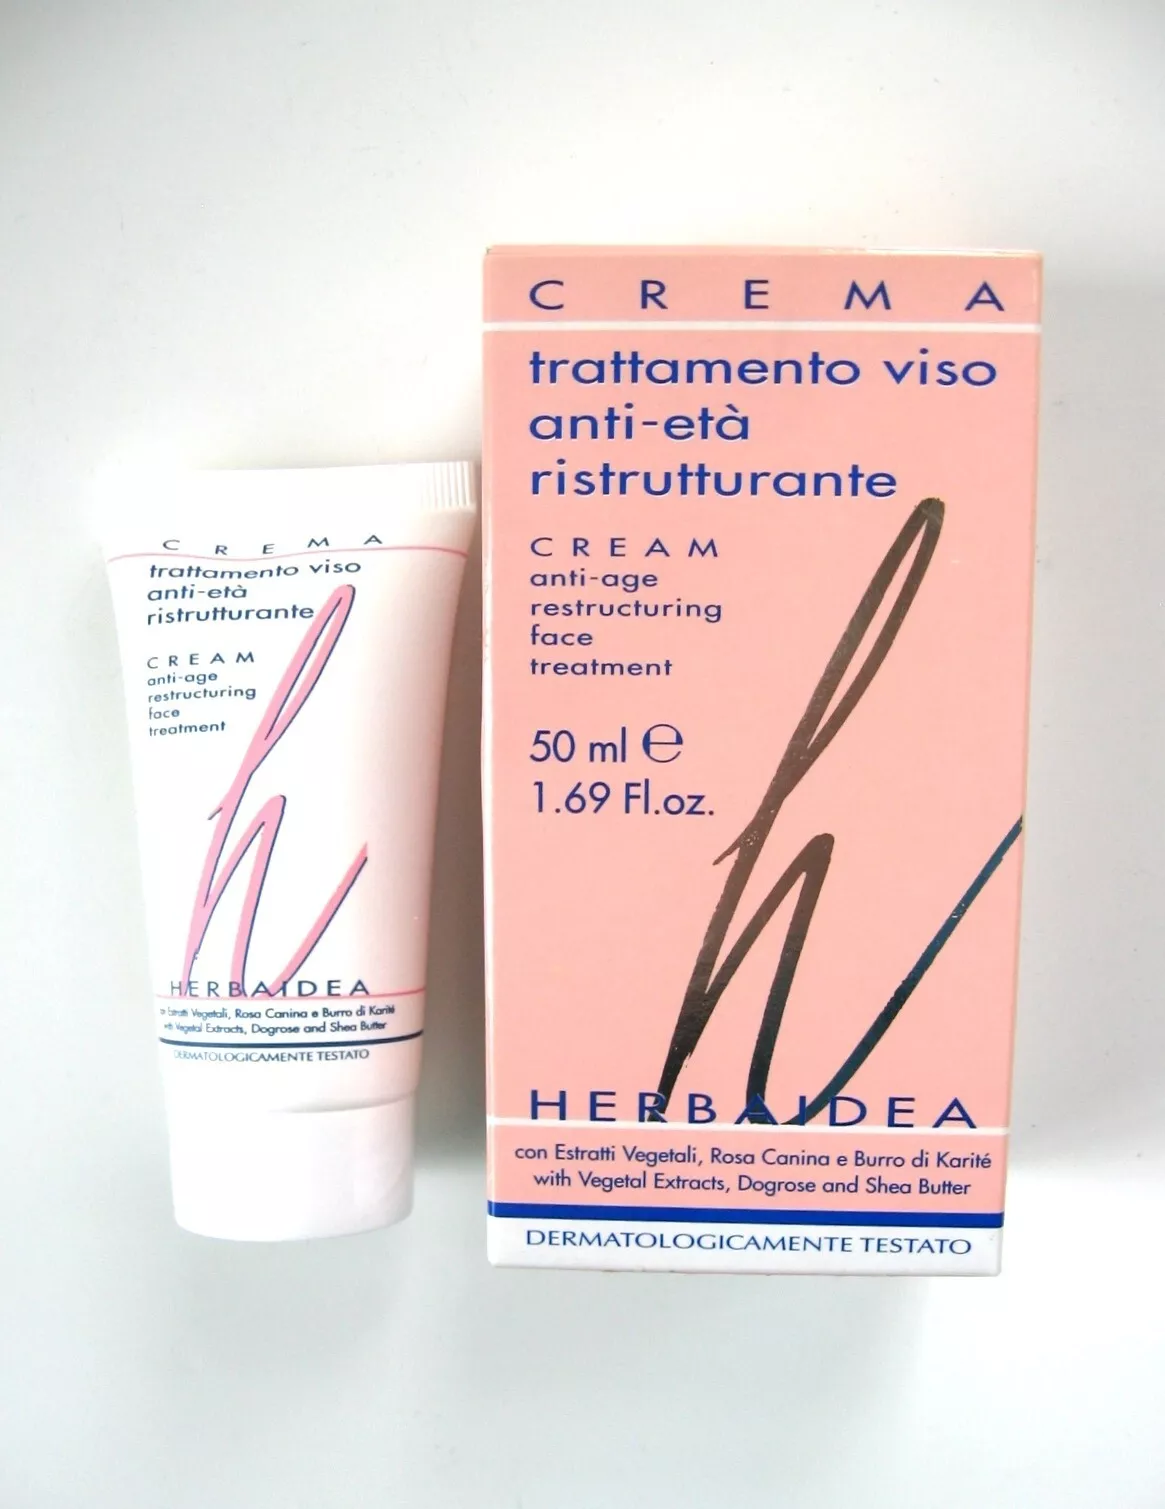 CREMA
trattamento viso
anti-età
ristrutturante
CREAM
anti-age
restructuring
face
treatment
HERBAIDEA
con Estratti Vegetali, Rosa Canina e Burro di Karité
with Vegetal Extracts, Dogrose and Shea Butter
DERMATOLOGICAMENTE TESTATO
CREMA
trattamento viso
anti-età
ristrutturante
CREAM
anti-age
restructuring
face
treatment
50 ml ℮
1.69 Fl.oz.
h
HERBAIDEA
con Estratti Vegetali, Rosa Canina e Burro di Karité
with Vegetal Extracts, Dogrose and Shea Butter
DERMATOLOGICAMENTE TESTATO